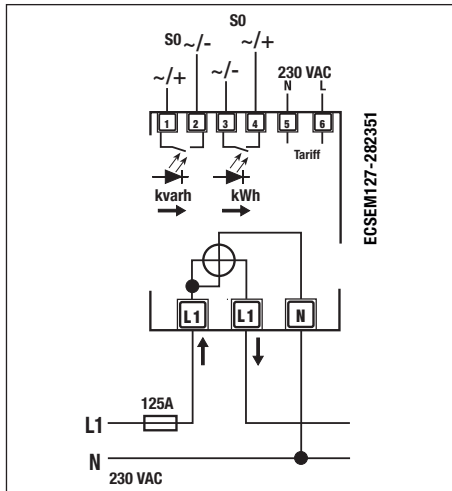 S0
S0 ~/- ~/+
~/+ ~/- 230 VAC
N L
1 2 3 4 5 6
Tariff
kvarh kWh
ECSEM127-282351
L1 L1 N
125A
L1
N 230 VAC